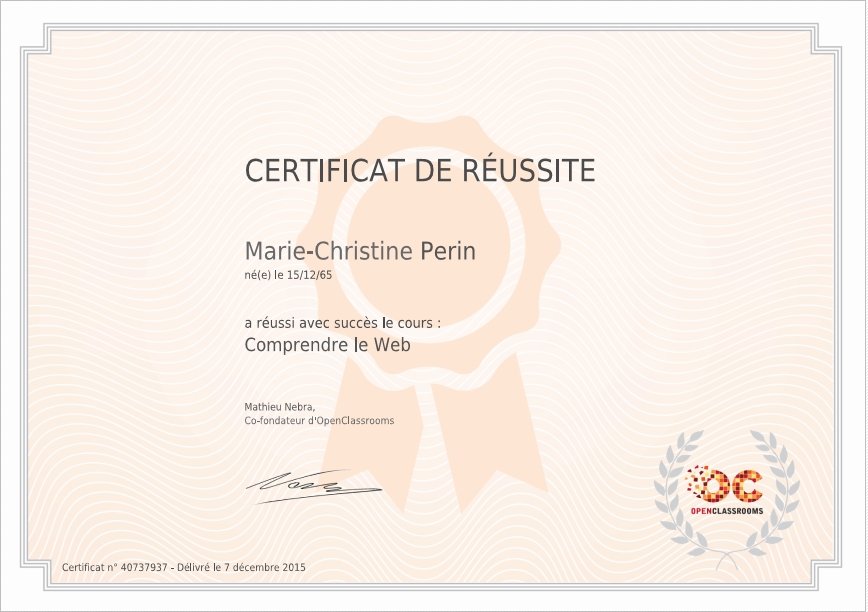 CERTIFICAT DE RÉUSSITE
Marie-Christine Perin
né(e) le 15/12/65
a réussi avec succès le cours :
Comprendre le Web
Mathieu Nebra,
Co-fondateur d'OpenClassrooms
OC
OPENCLASSROOMS
Certificat n° 40737937 - Délivré le 7 décembre 2015